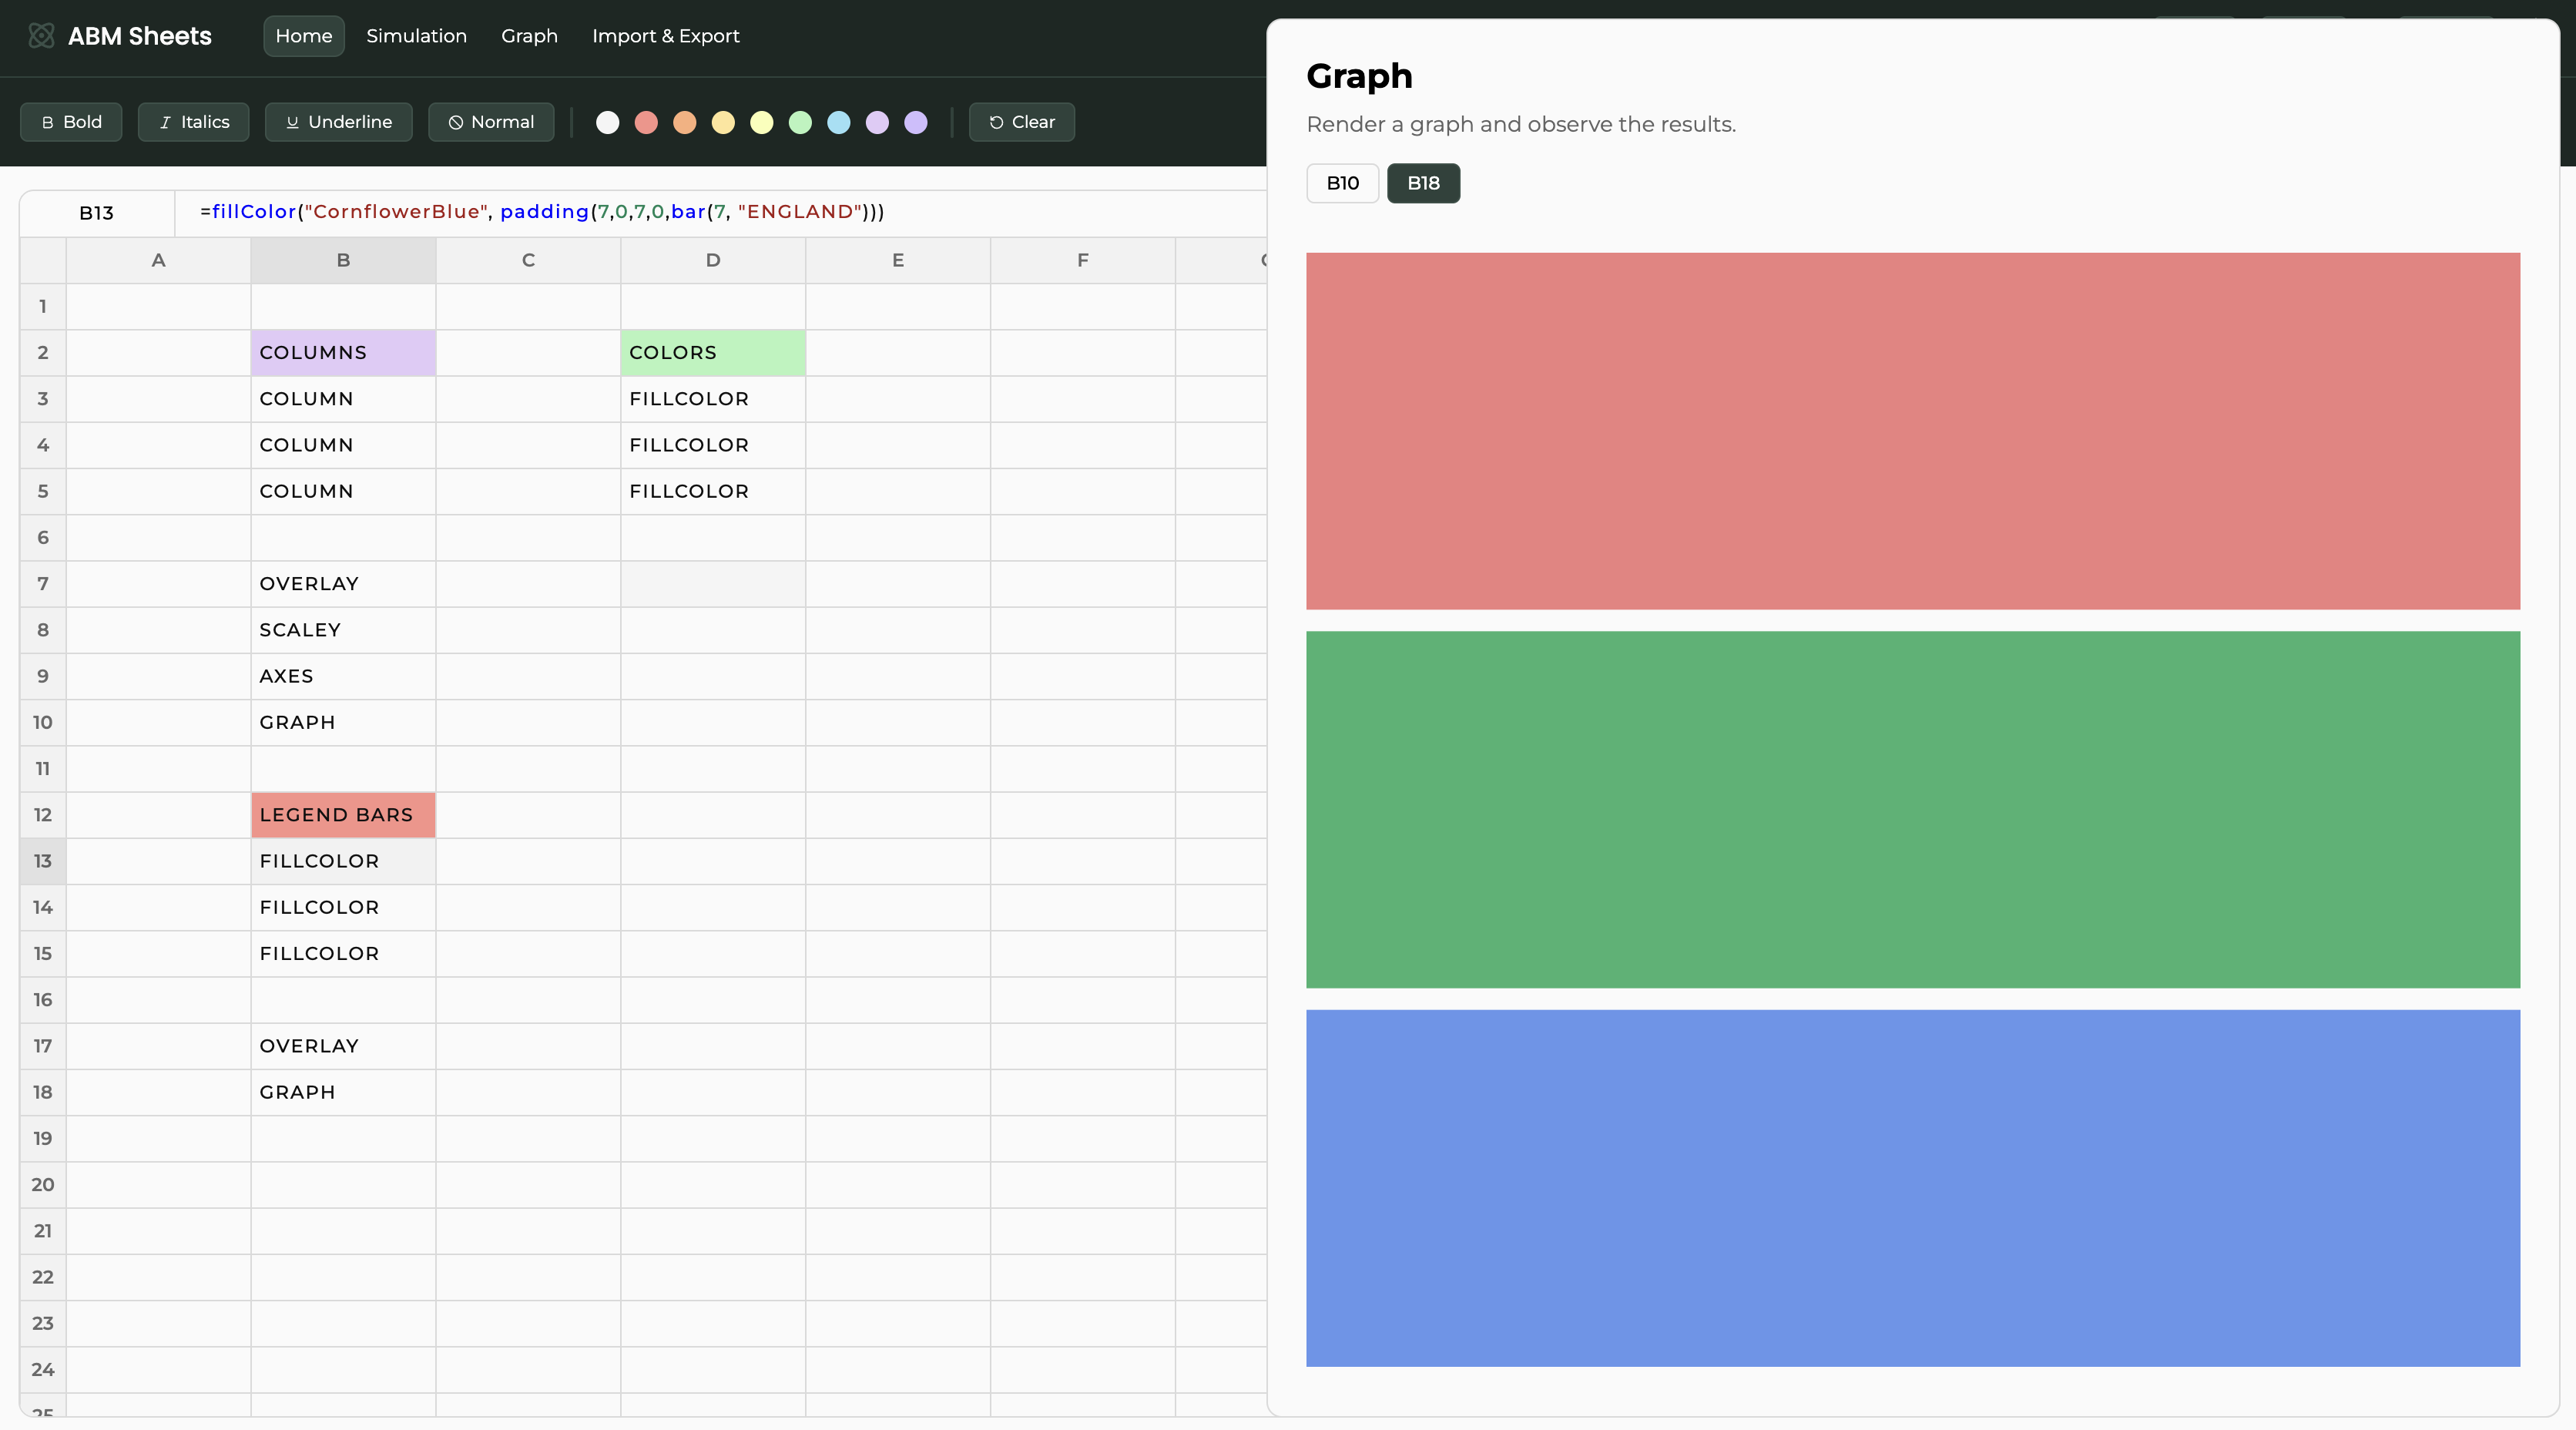 ABM Sheets
Home Simulation Graph Import & Export
Bold Italics Underline Normal Clear
B13 =fillColor("CornflowerBlue", padding(7,0,7,0,bar(7, "ENGLAND")))
A B C D E F
1
2 COLUMNS COLORS
3 COLUMN FILLCOLOR
4 COLUMN FILLCOLOR
5 COLUMN FILLCOLOR
6
7 OVERLAY
8 SCALEY
9 AXES
10 GRAPH
11
12 LEGEND BARS
13 FILLCOLOR
14 FILLCOLOR
15 FILLCOLOR
16
17 OVERLAY
18 GRAPH
19
20
21
22
23
24
25
Graph
Render a graph and observe the results.
B10 B18